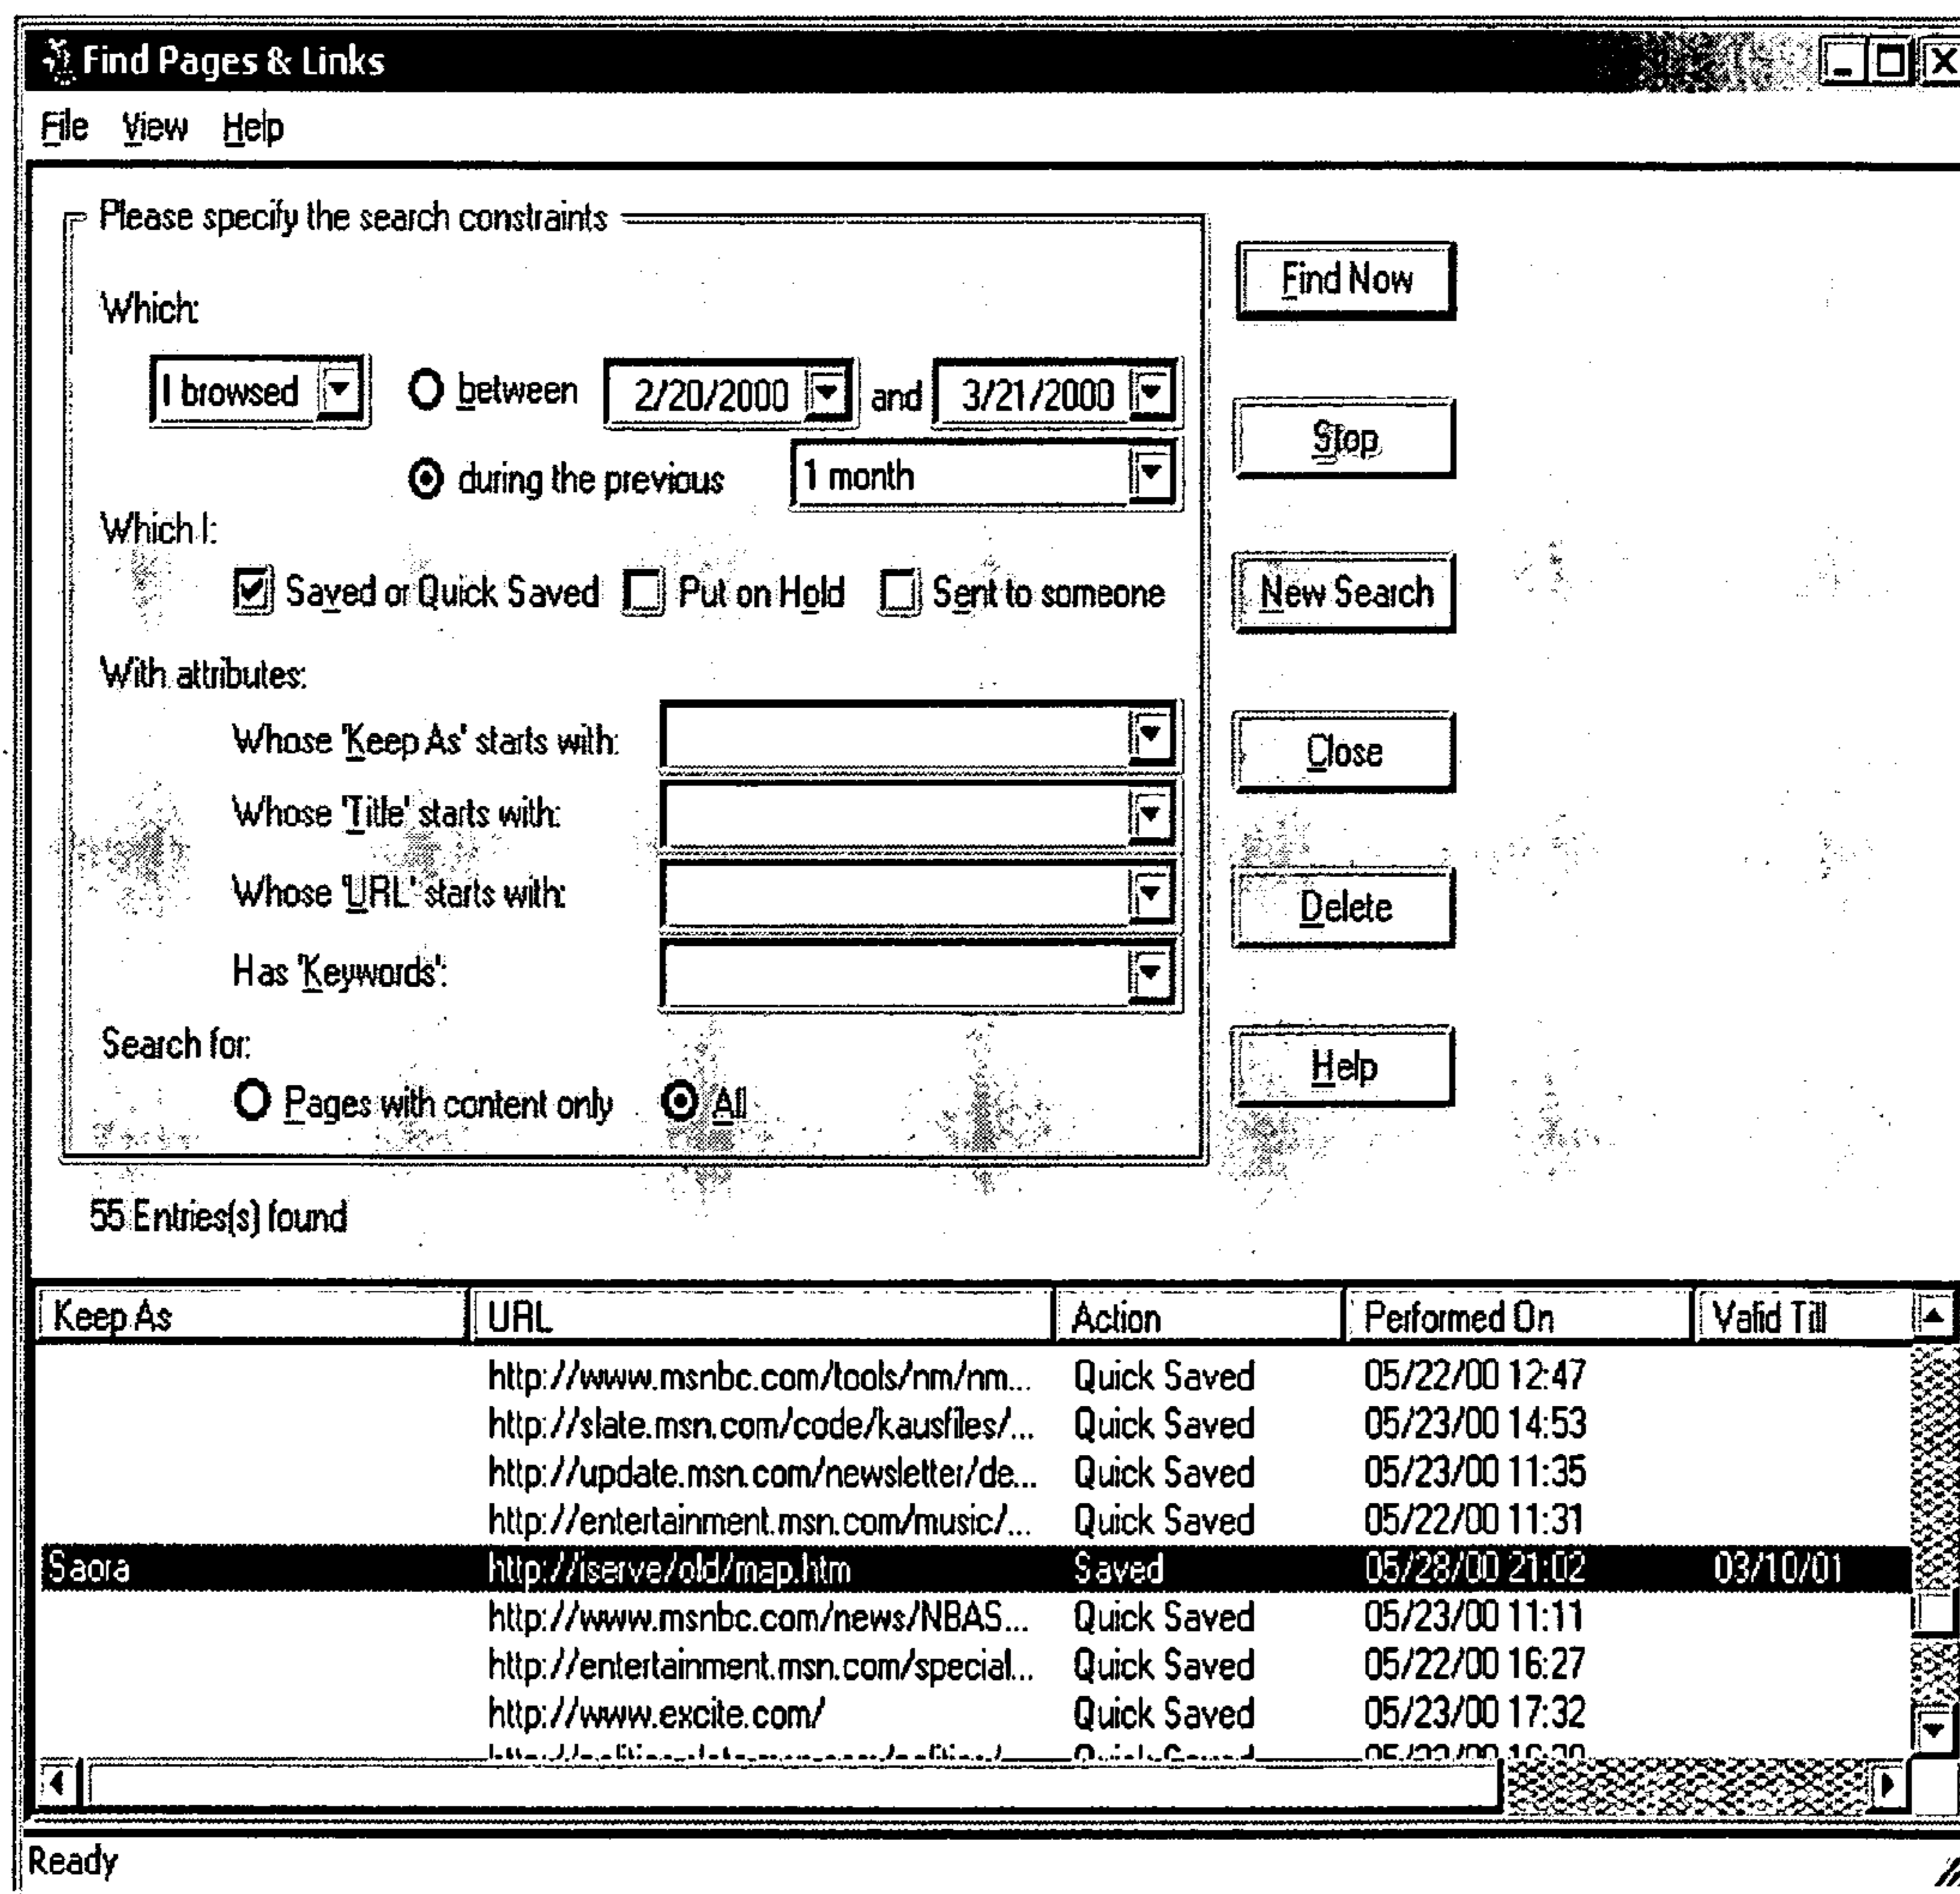 Find Pages & Links
File View Help
Please specify the search constraints
Which:
I browsed between 2/20/2000 and 3/21/2000
during the previous 1 month
Which I:
Saved or Quick Saved Put on Hold Sent to someone
With attributes:
Whose 'Keep As' starts with:
Whose 'Title' starts with:
Whose 'URL' starts with:
Has 'Keywords':
Search for:
Pages with content only All
Find Now
Stop
New Search
Close
Delete
Help
55 Entries(s) found
Keep As URL Action Performed On Valid Till
http://www.msnbc.com/tools/nm/nm... Quick Saved 05/22/00 12:47
http://slate.msn.com/code/kausfiles/... Quick Saved 05/23/00 14:53
http://update.msn.com/newsletter/de... Quick Saved 05/23/00 11:35
http://entertainment.msn.com/music/... Quick Saved 05/22/00 11:31
Saora http://iserve/old/map.htm Saved 05/28/00 21:02 03/10/01
http://www.msnbc.com/news/NBAS... Quick Saved 05/23/00 11:11
http://entertainment.msn.com/special... Quick Saved 05/22/00 16:27
http://www.excite.com/ Quick Saved 05/23/00 17:32
Quick Saved
Ready